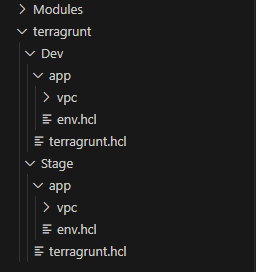 Modules
terragrunt
Dev
app
vpc
env.hcl
terragrunt.hcl
Stage
app
vpc
env.hcl
terragrunt.hcl